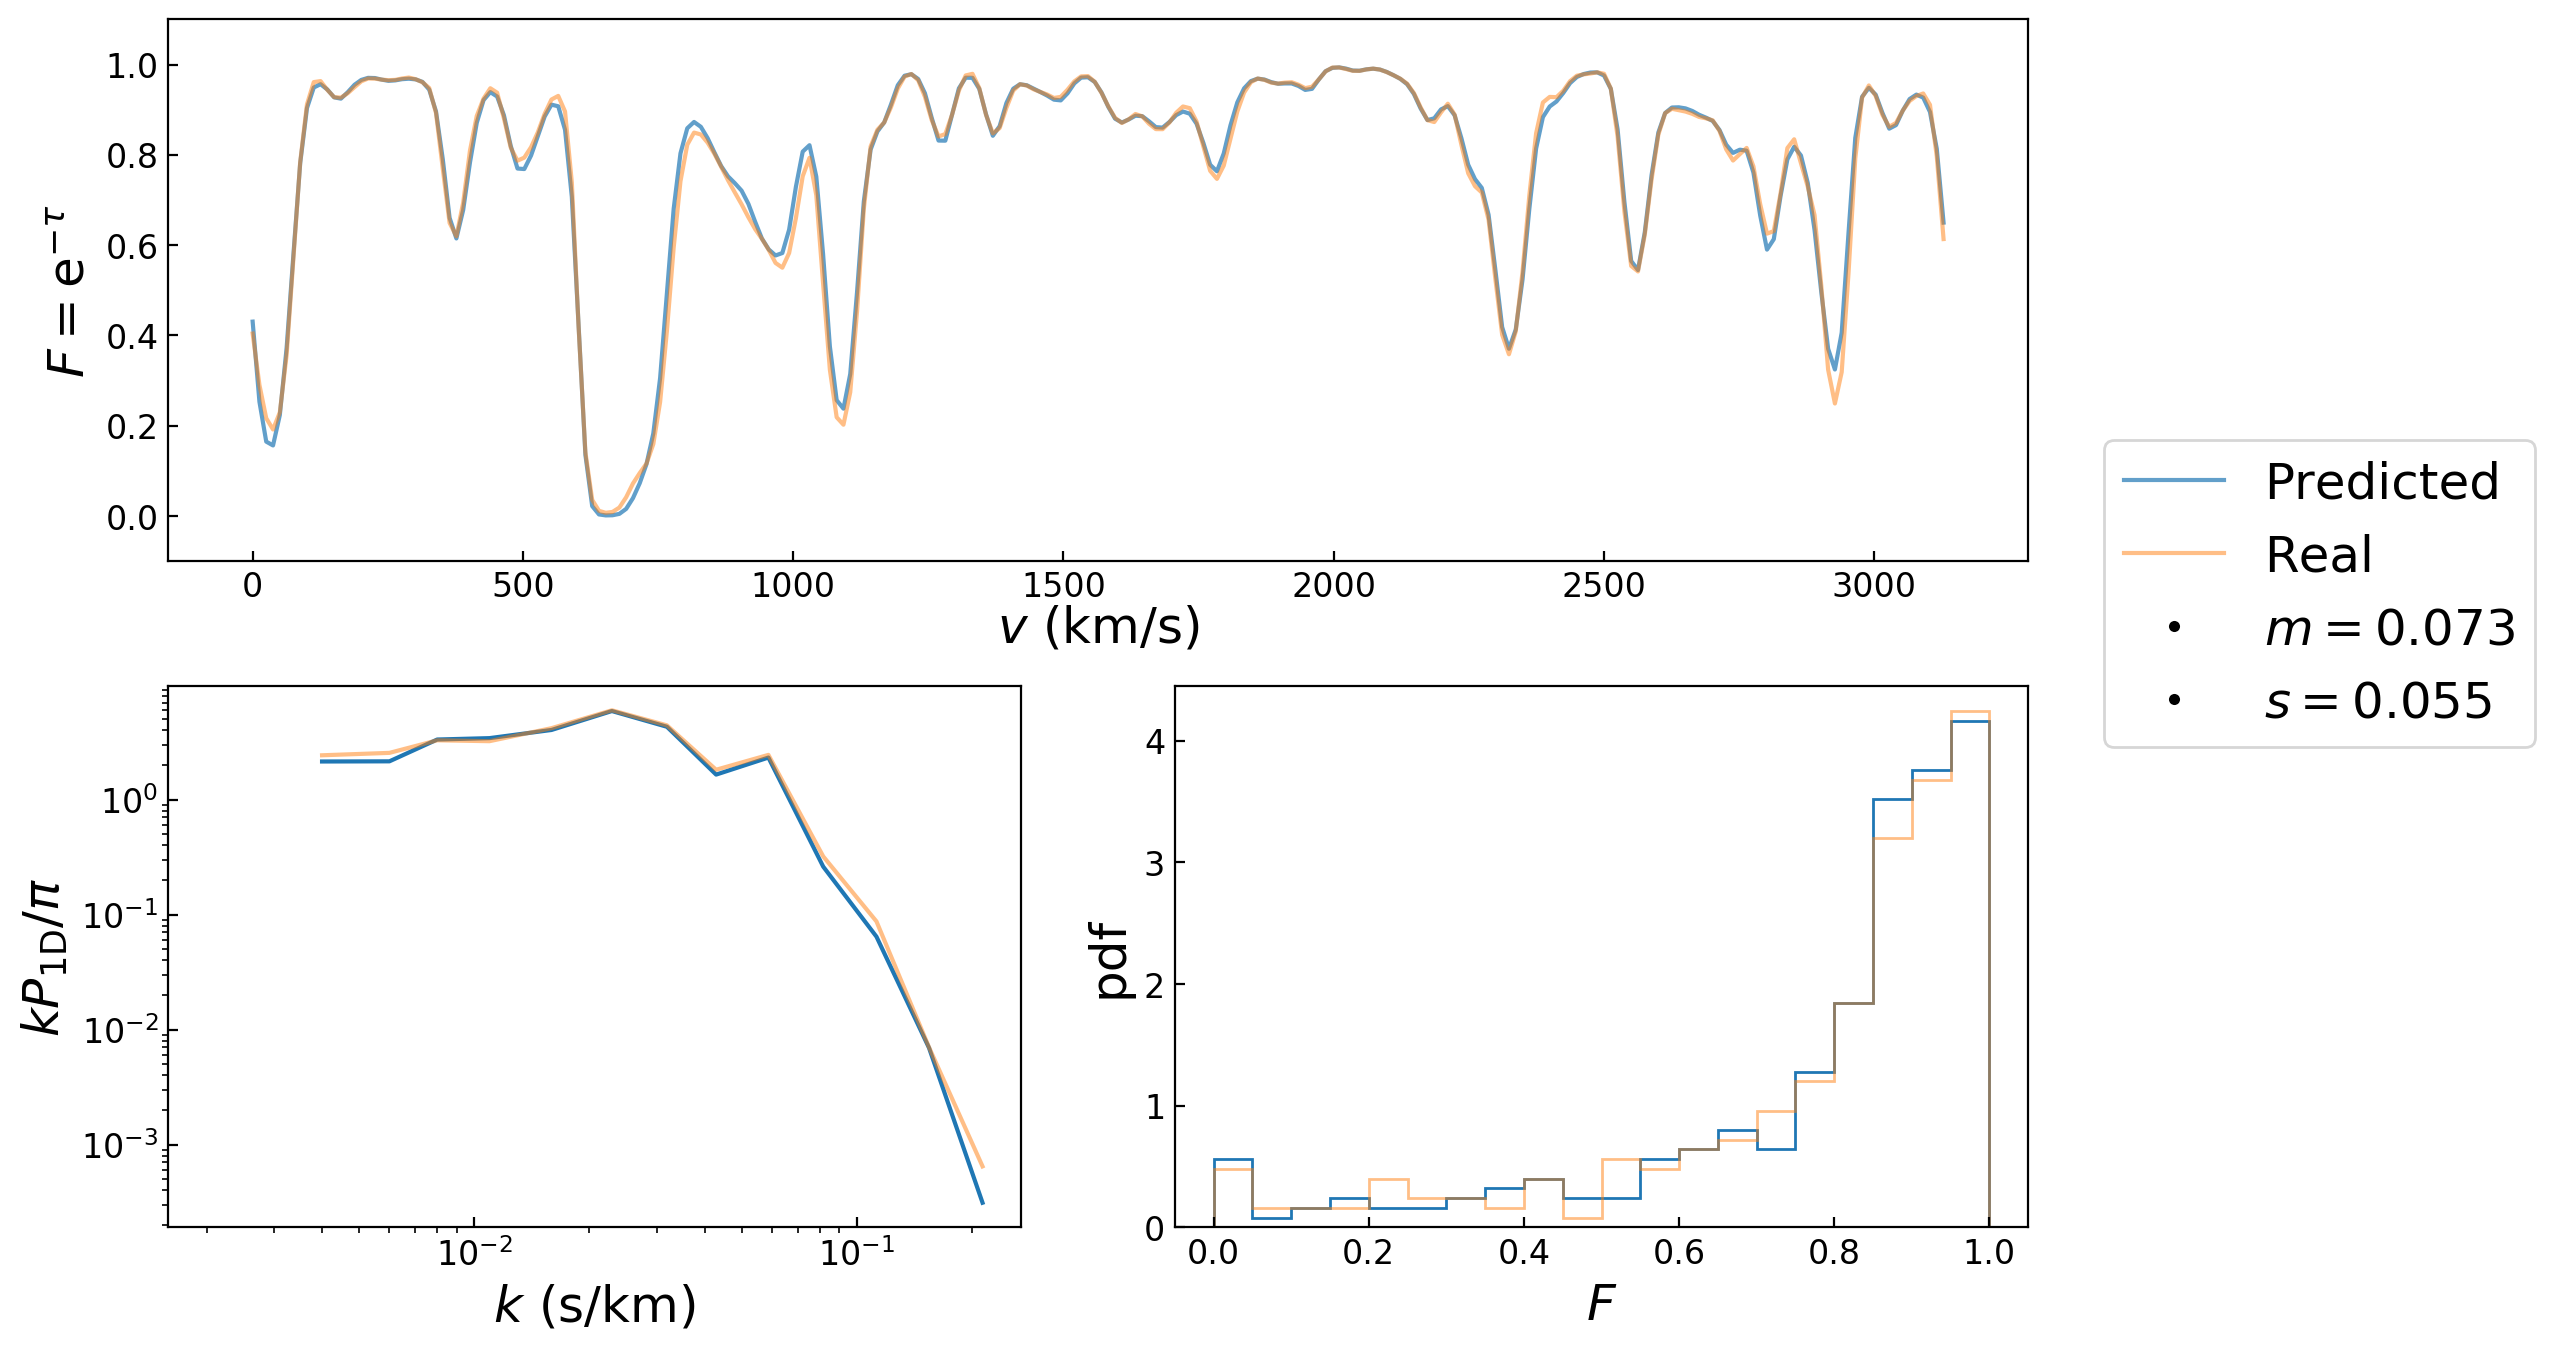 1.0
0.8
0.6
0.4
0.2
0.0
F = e^{−τ}
0 500 1000 1500 2000 2500 3000
v (km/s)
Predicted
Real
m = 0.073
s = 0.055
10^0
10^{−1}
10^{−2}
10^{−3}
kP_{1D}/π
10^{−2} 10^{−1}
k (s/km)
4
3
2
1
0
pdf
0.0 0.2 0.4 0.6 0.8 1.0
F